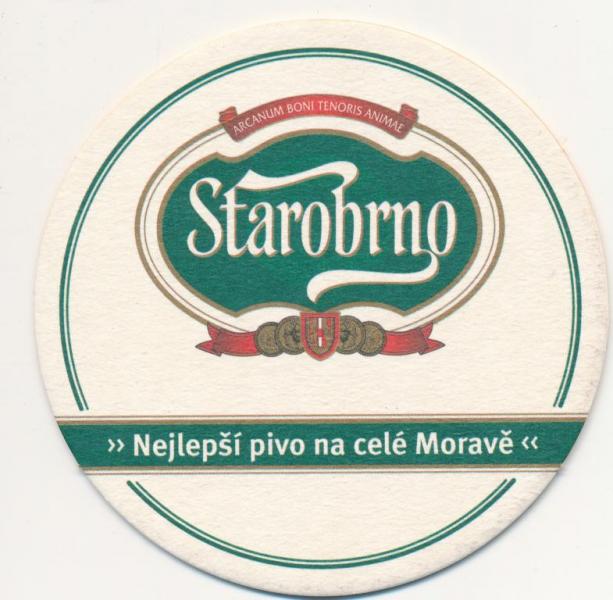 ARCANUM BONI TENORIS ANIMAE
Starobrno
›› Nejlepší pivo na celé Moravě ‹‹